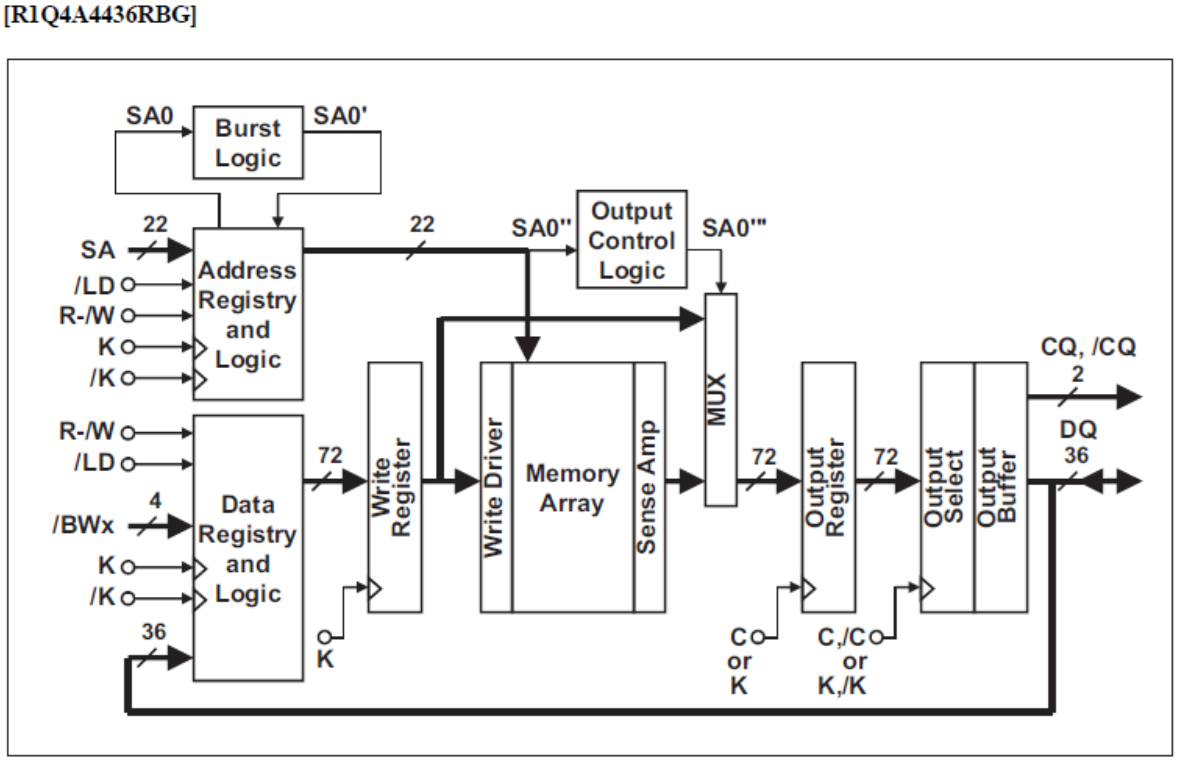 [R1Q4A4436RBG]
SA0
Burst
Logic
SA0'
SA
22
/LD
R-/W
K
/K
Address
Registry
and
Logic
22
SA0''
Output
Control
Logic
SA0'''
R-/W
/LD
/BWx
4
K
/K
36
Data
Registry
and
Logic
72
Write
Register
K
Write Driver
Memory
Array
Sense Amp
MUX
72
Output
Register
C
or
K
72
Output
Select
Output
Buffer
C,/C
or
K,/K
CQ, /CQ
2
DQ
36